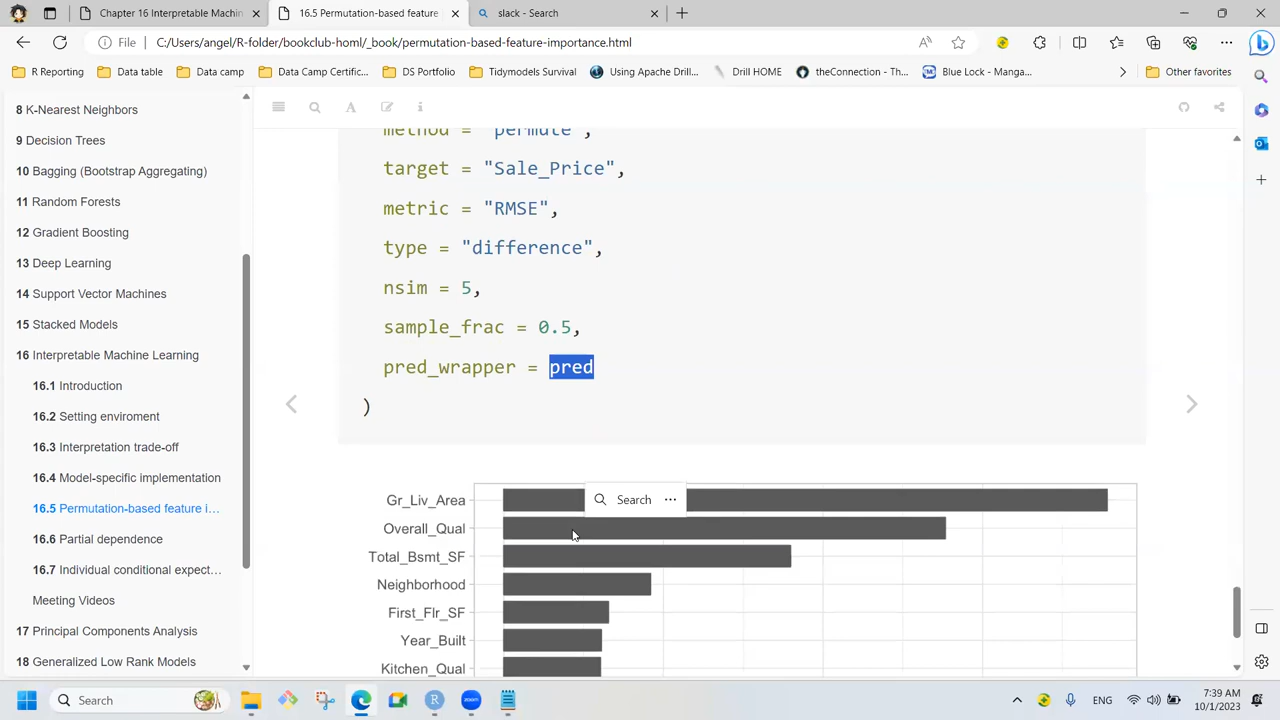 Chapter 16 Interpretable Machin
16.5 Permutation-based feature
slack - Search
File
C:/Users/angel/R-folder/bookclub-homl/_book/permutation-based-feature-importance.html
R Reporting
Data table
Data camp
Data Camp Certific...
DS Portfolio
Tidymodels Survival
Using Apache Drill...
Drill HOME
theConnection - Th...
Blue Lock - Manga...
Other favorites
8 K-Nearest Neighbors
9 Decision Trees
10 Bagging (Bootstrap Aggregating)
11 Random Forests
12 Gradient Boosting
13 Deep Learning
14 Support Vector Machines
15 Stacked Models
16 Interpretable Machine Learning
16.1 Introduction
16.2 Setting enviroment
16.3 Interpretation trade-off
16.4 Model-specific implementation
16.5 Permutation-based feature i...
16.6 Partial dependence
16.7 Individual conditional expect...
Meeting Videos
17 Principal Components Analysis
18 Generalized Low Rank Models
method = "permute",
target = "Sale_Price",
metric = "RMSE",
type = "difference",
nsim = 5,
sample_frac = 0.5,
pred_wrapper = pred
)
Search ...
Gr_Liv_Area
Overall_Qual
Total_Bsmt_SF
Neighborhood
First_Flr_SF
Year_Built
Kitchen_Qual
Search
zoom
ENG
7:39 AM
10/1/2023